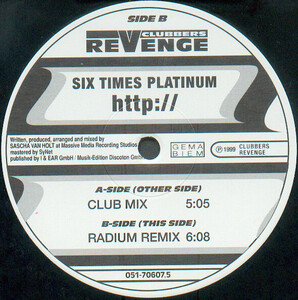 SIDE B
CLUBBERS
REVENGE
SIX TIMES PLATINUM
http://
Written, produced, arranged and mixed by
SASCHA VAN HOLT at Massive Media Recording Studios
mastered by SyNet
published by I & EAR GmbH / Musik-Edition Discoton GmbH
GEMA
BIEM
℗ 1999 CLUBBERS
REVENGE
A-SIDE (OTHER SIDE)
CLUB MIX 5:05
B-SIDE (THIS SIDE)
RADIUM REMIX 6:08
051-70607.5